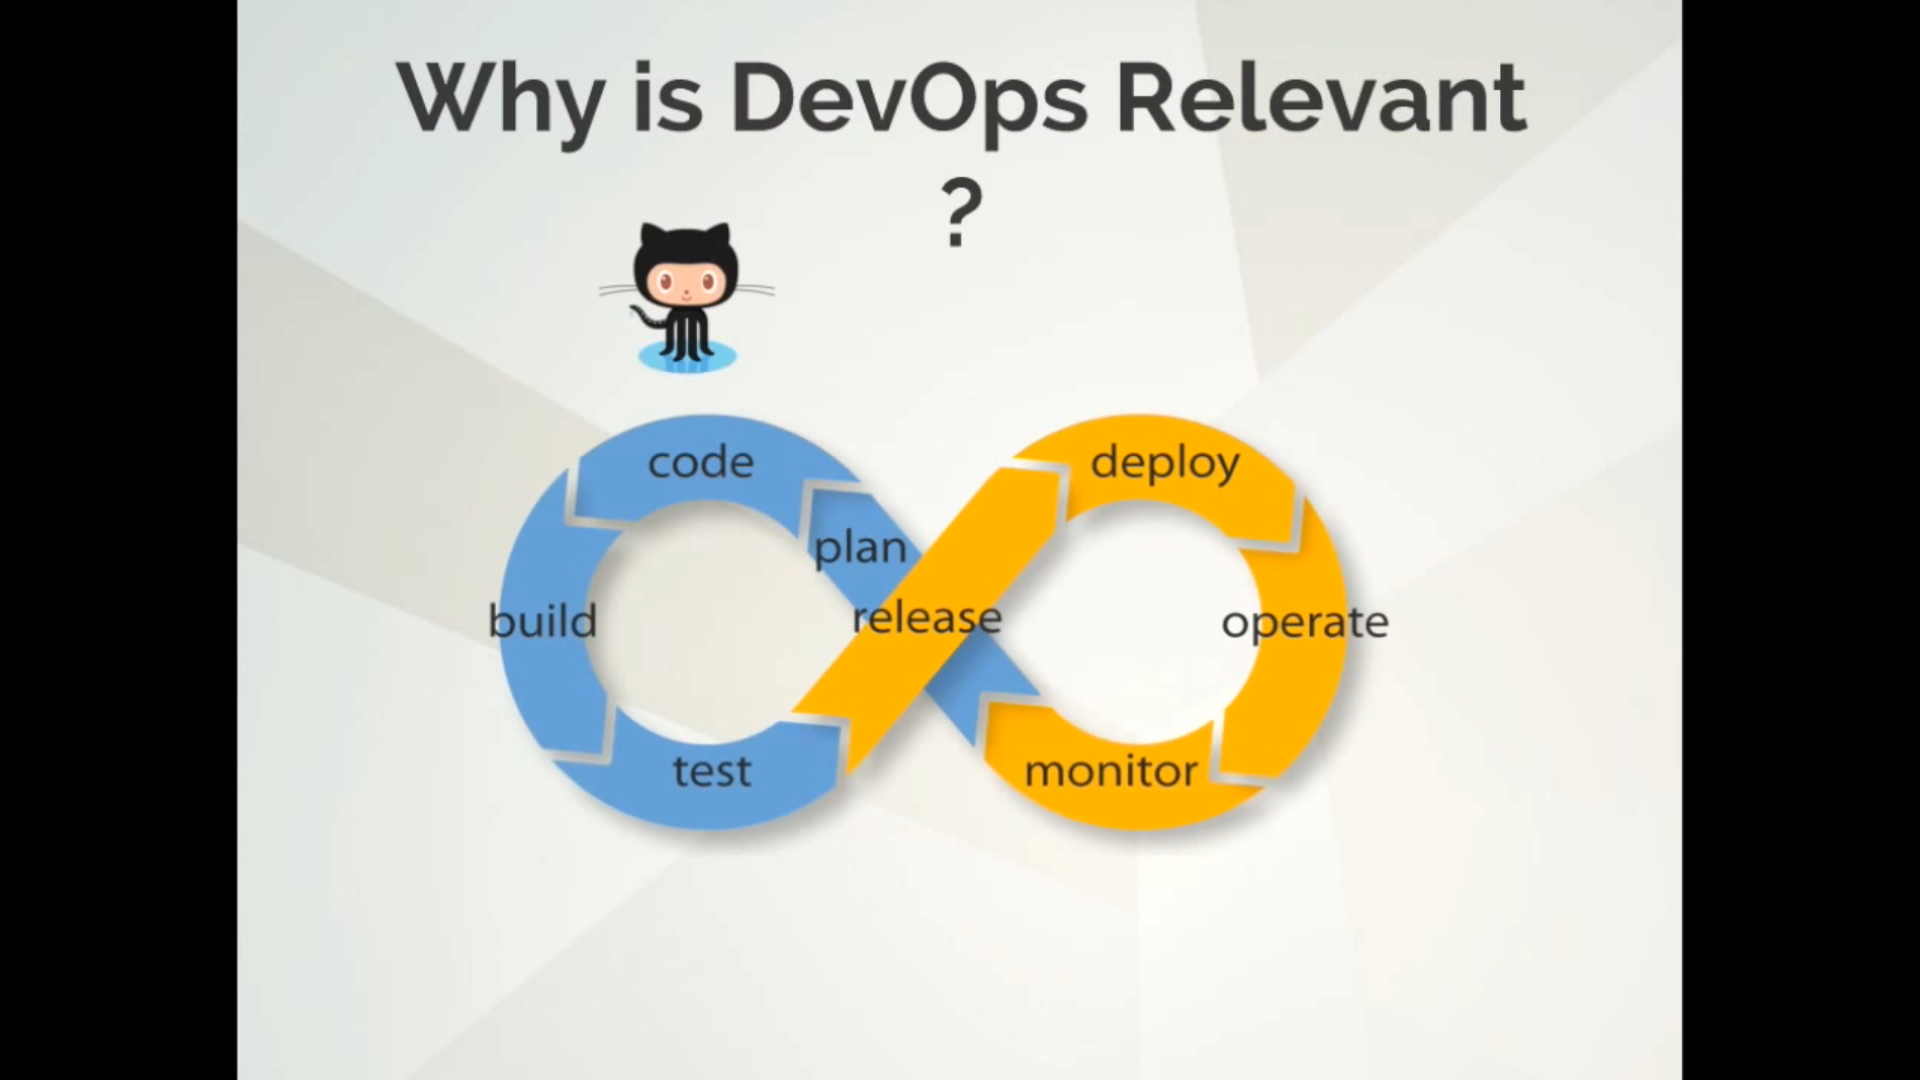 Why is DevOps Relevant
?
code
deploy
plan
release
build
operate
test
monitor